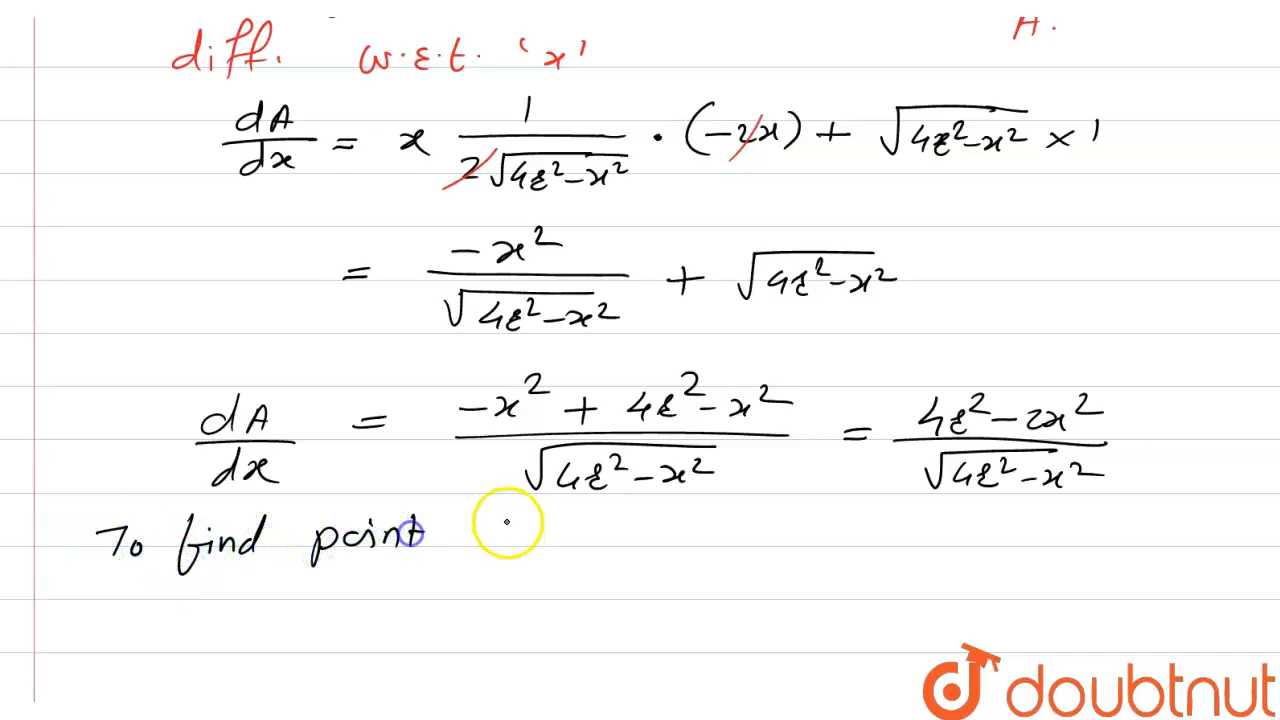 A.
diff. w.r.t. 'x'
dA/dx = x 1/(2√(4r²-x²)) · (-2x) + √(4r²-x²) × 1
= -x²/√(4r²-x²) + √(4r²-x²)
dA/dx = (-x² + 4r² - x²)/√(4r²-x²) = (4r² - 2x²)/√(4r²-x²)
To find point
doubtnut